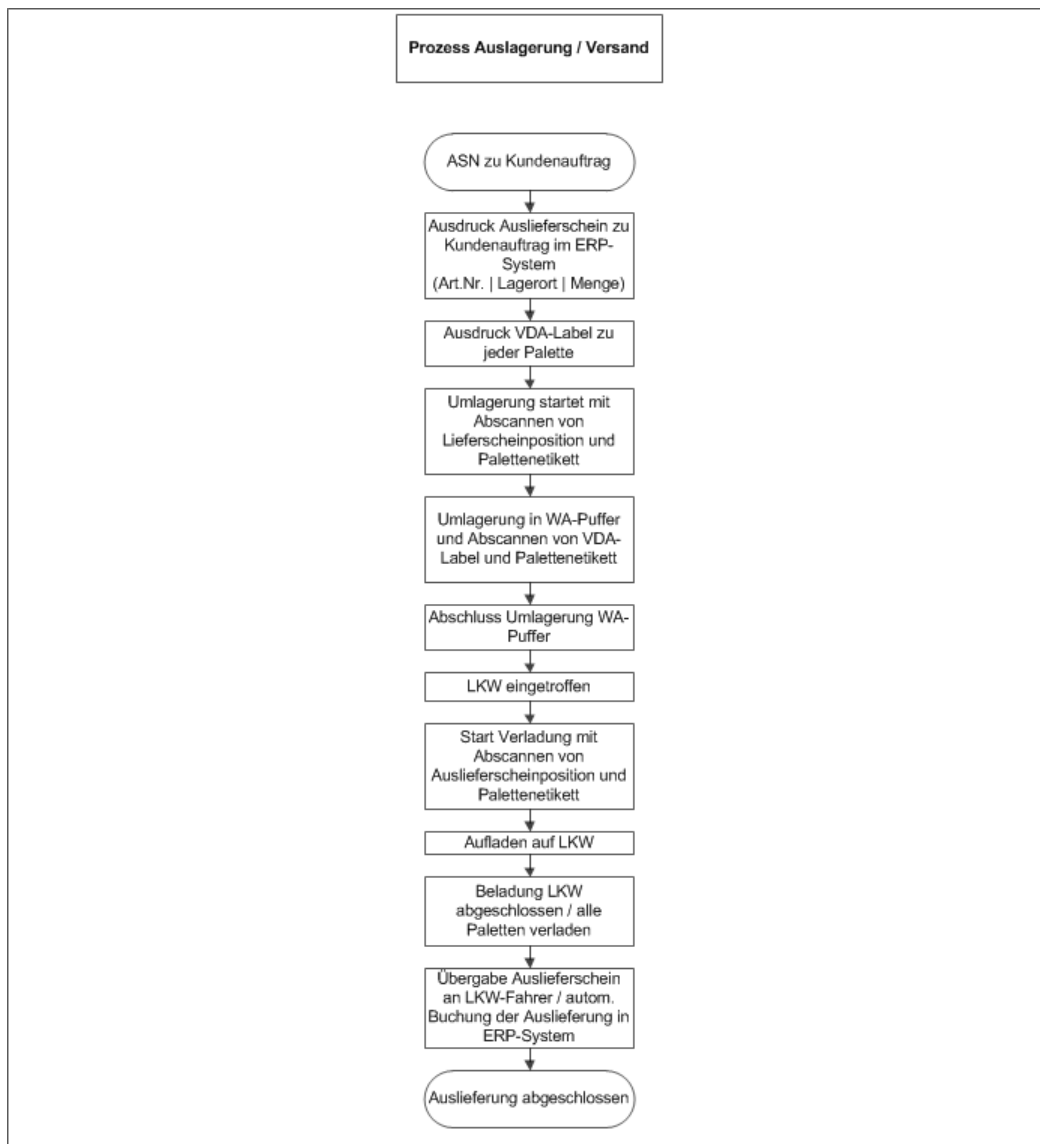 Prozess Auslagerung / Versand
ASN zu Kundenauftrag
Ausdruck Auslieferschein zu
Kundenauftrag im ERP-
System
(Art.Nr. | Lagerort | Menge)
Ausdruck VDA-Label zu
jeder Palette
Umlagerung startet mit
Abscannen von
Lieferscheinposition und
Palettenetikett
Umlagerung in WA-Puffer
und Abscannen von VDA-
Label und Palettenetikett
Abschluss Umlagerung WA-
Puffer
LKW eingetroffen
Start Verladung mit
Abscannen von
Auslieferscheinposition und
Palettenetikett
Aufladen auf LKW
Beladung LKW
abgeschlossen / alle
Paletten verladen
Übergabe Auslieferschein
an LKW-Fahrer / autom.
Buchung der Auslieferung in
ERP-System
Auslieferung abgeschlossen